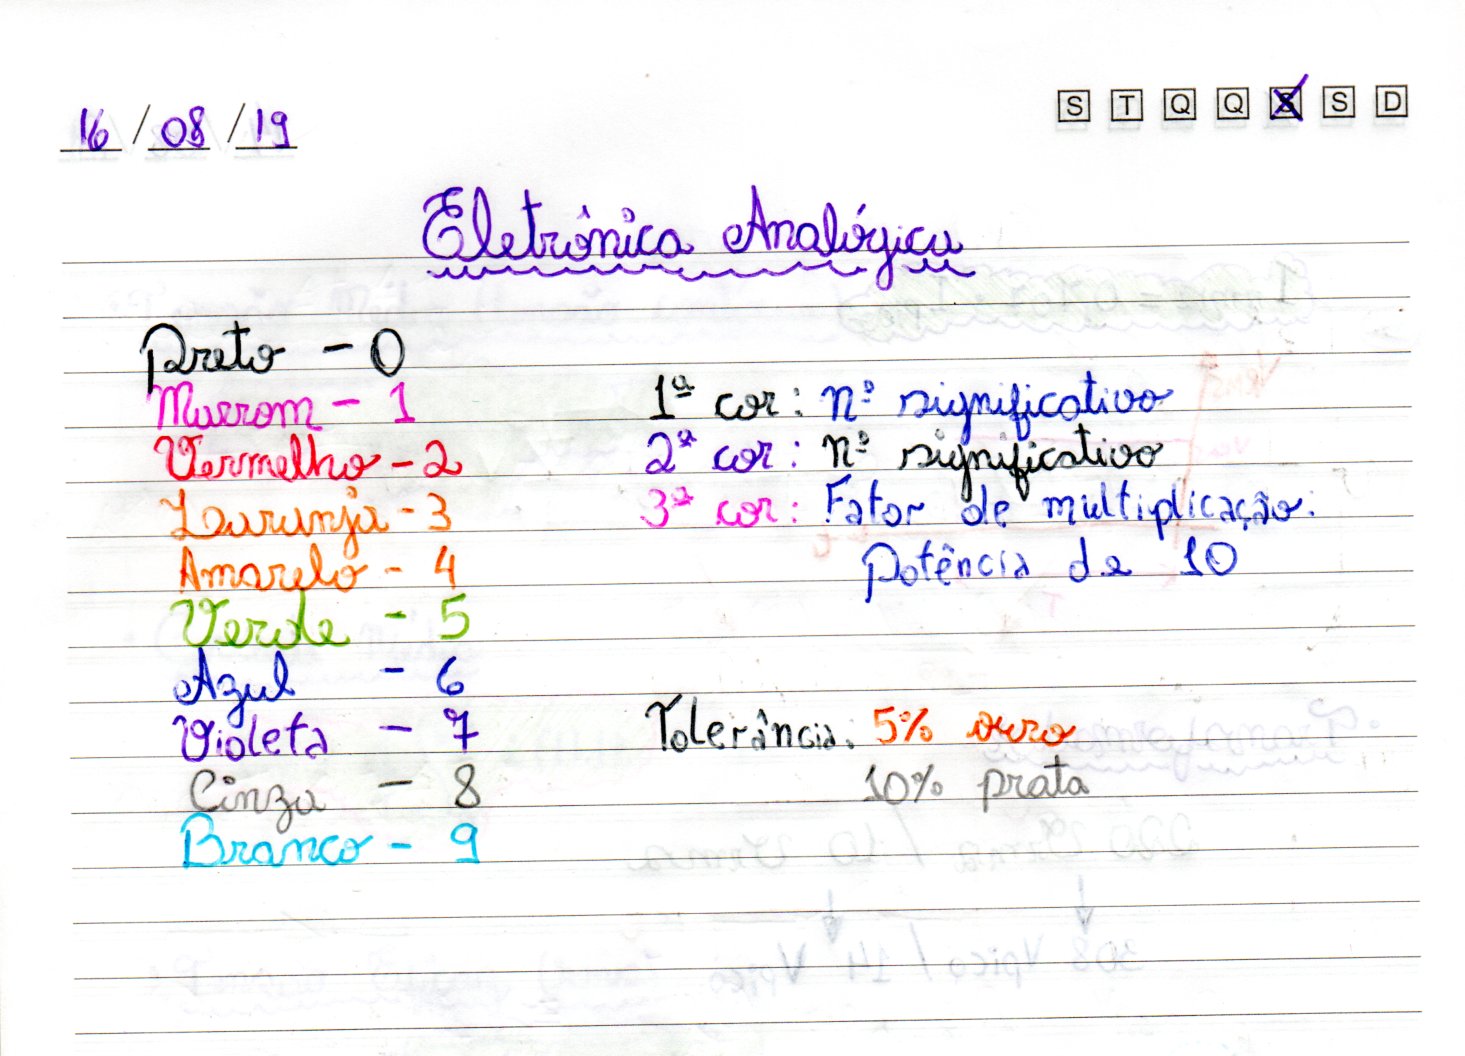 16 / 08 / 19
S T Q Q S S D
Eletrônica Analógica
Preto - 0
Marrom - 1
Vermelho - 2
Laranja - 3
Amarelo - 4
Verde - 5
Azul - 6
Violeta - 7
Cinza - 8
Branco - 9
1ª cor: nº significativo
2ª cor: nº significativo
3ª cor: Fator de multiplicação.
Potência de 10
Tolerância: 5% ouro
10% prata